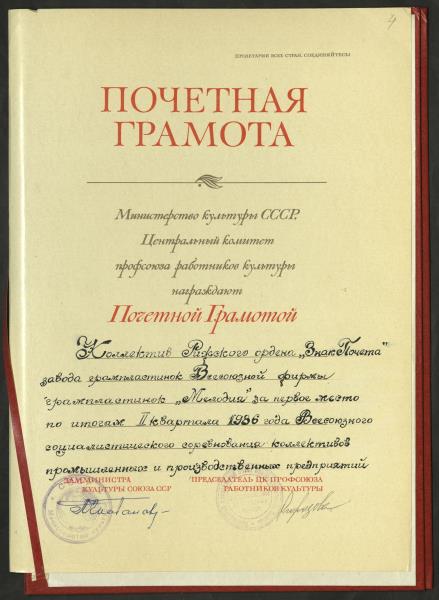 4
ПРОЛЕТАРИИ ВСЕХ СТРАН, СОЕДИНЯЙТЕСЬ!
ПОЧЕТНАЯ
ГРАМОТА
Министерство культуры СССР,
Центральный комитет
профсоюза работников культуры
награждают
Почетной Грамотой
Коллектив Рижского ордена „Знак Почета"
завода грампластинок Всесоюзной фирмы
грампластинок „Мелодия" за первое место
по итогам II квартала 1986 года Всесоюзного
социалистического соревнования коллективов
промышленных и производственных предприятий
ЗАММИНИСТРА
КУЛЬТУРЫ СОЮЗА ССР
ПРЕДСЕДАТЕЛЬ ЦК ПРОФСОЮЗА
РАБОТНИКОВ КУЛЬТУРЫ